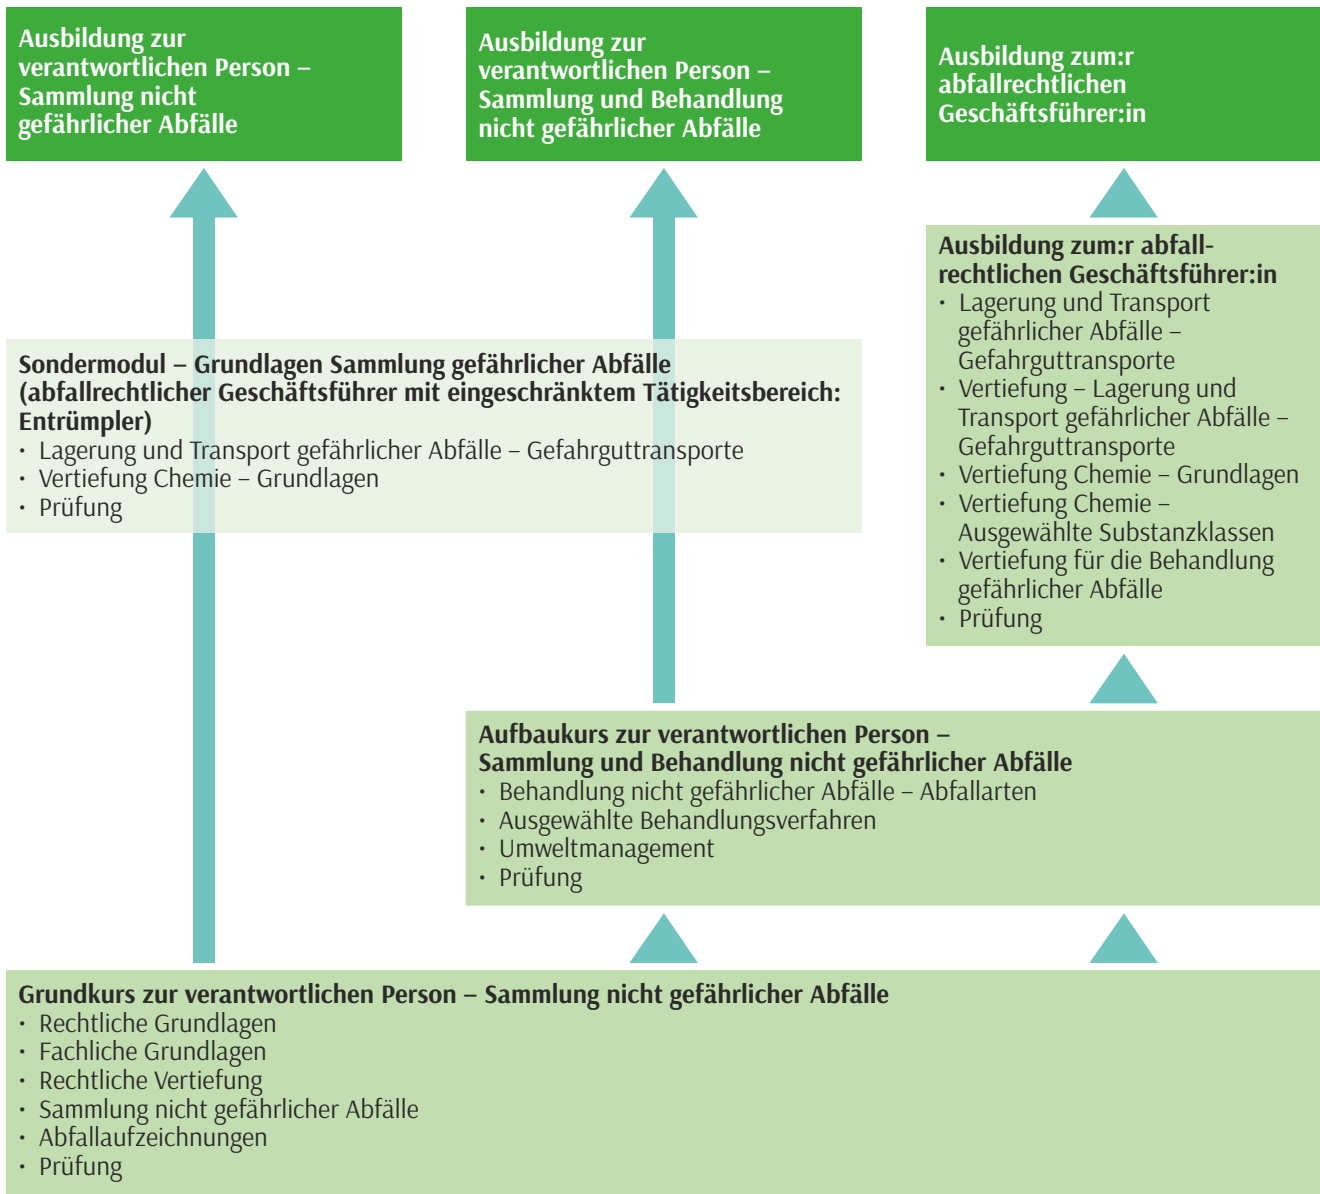 Ausbildung zur
verantwortlichen Person –
Sammlung nicht
gefährlicher Abfälle
Ausbildung zur
verantwortlichen Person –
Sammlung und Behandlung
nicht gefährlicher Abfälle
Ausbildung zum:r
abfallrechtlichen
Geschäftsführer:in
Ausbildung zum:r abfall-
rechtlichen Geschäftsführer:in
• Lagerung und Transport
gefährlicher Abfälle –
Gefahrguttransporte
• Vertiefung – Lagerung und
Transport gefährlicher Abfälle –
Gefahrguttransporte
• Vertiefung Chemie – Grundlagen
• Vertiefung Chemie –
Ausgewählte Substanzklassen
• Vertiefung für die Behandlung
gefährlicher Abfälle
• Prüfung
Sondermodul – Grundlagen Sammlung gefährlicher Abfälle
(abfallrechtlicher Geschäftsführer mit eingeschränktem Tätigkeitsbereich:
Entrümpler)
• Lagerung und Transport gefährlicher Abfälle – Gefahrguttransporte
• Vertiefung Chemie – Grundlagen
• Prüfung
Aufbaukurs zur verantwortlichen Person –
Sammlung und Behandlung nicht gefährlicher Abfälle
• Behandlung nicht gefährlicher Abfälle – Abfallarten
• Ausgewählte Behandlungsverfahren
• Umweltmanagement
• Prüfung
Grundkurs zur verantwortlichen Person – Sammlung nicht gefährlicher Abfälle
• Rechtliche Grundlagen
• Fachliche Grundlagen
• Rechtliche Vertiefung
• Sammlung nicht gefährlicher Abfälle
• Abfallaufzeichnungen
• Prüfung